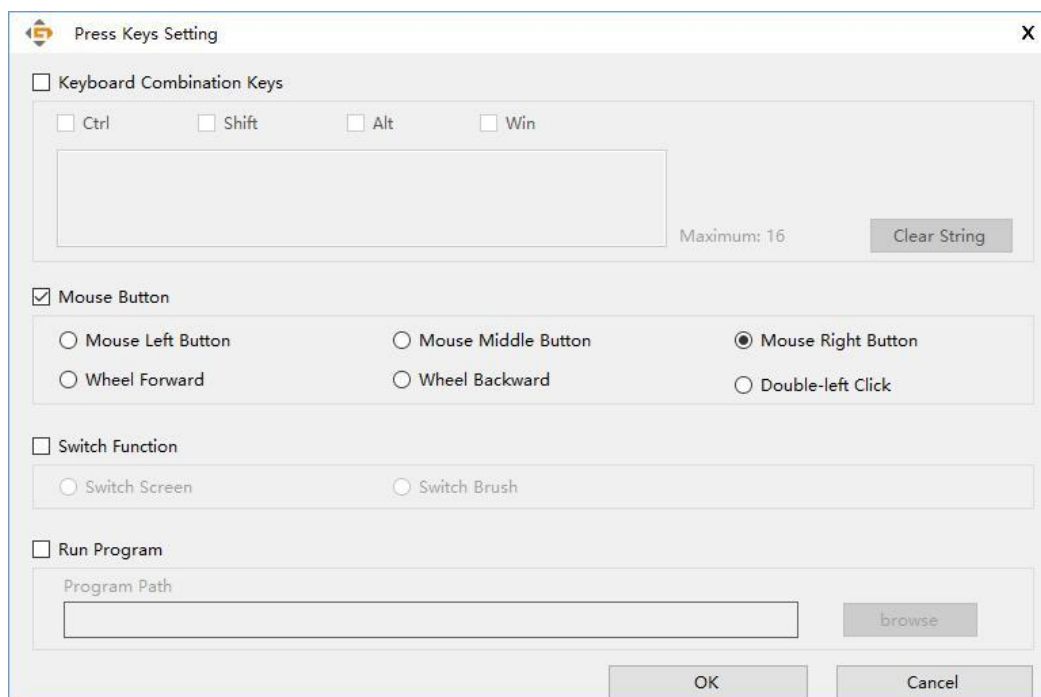 Press Keys Setting X
Keyboard Combination Keys
Ctrl Shift Alt Win
Maximum: 16 Clear String
Mouse Button
Mouse Left Button Mouse Middle Button Mouse Right Button
Wheel Forward Wheel Backward Double-left Click
Switch Function
Switch Screen Switch Brush
Run Program
Program Path
browse
OK Cancel